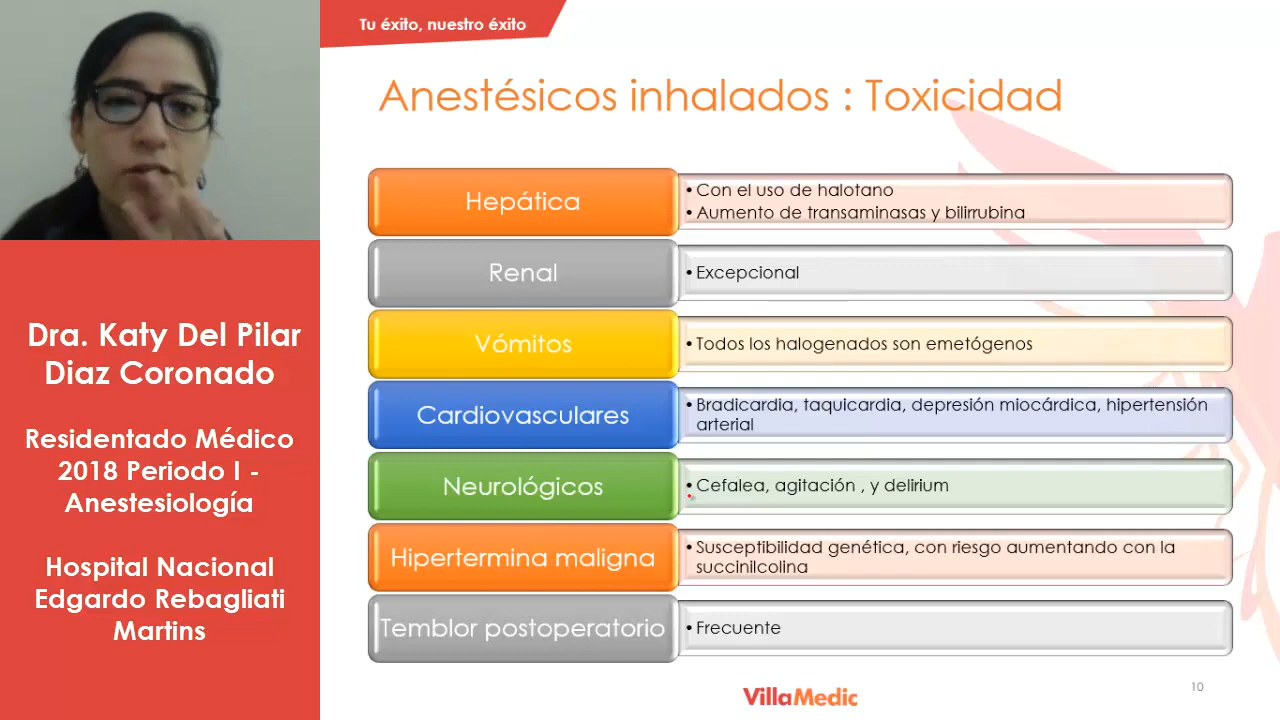 Tu éxito, nuestro éxito
Anestésicos inhalados : Toxicidad
Hepática
• Con el uso de halotano
• Aumento de transaminasas y bilirrubina
Renal
• Excepcional
Vómitos
• Todos los halogenados son emetógenos
Cardiovasculares
• Bradicardia, taquicardia, depresión miocárdica, hipertensión
arterial
Neurológicos
• Cefalea, agitación , y delirium
Hipertermina maligna
• Susceptibilidad genética, con riesgo aumentando con la
succinilcolina
Temblor postoperatorio
• Frecuente
Dra. Katy Del Pilar
Diaz Coronado
Residentado Médico
2018 Periodo I -
Anestesiología
Hospital Nacional
Edgardo Rebagliati
Martins
VillaMedic
10